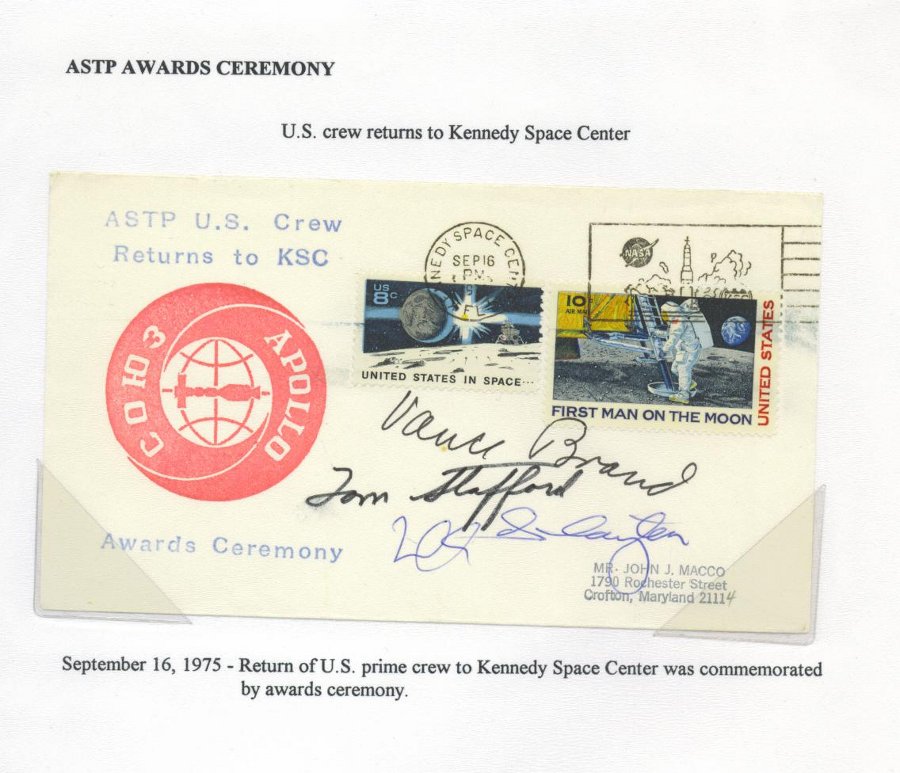 ASTP AWARDS CEREMONY
U.S. crew returns to Kennedy Space Center
ASTP U.S. Crew
Returns to KSC
СОЮЗ APOLLO
Awards Ceremony
NEDY SPACE CENT
SEP 16
PM
FL
NASA
US
8c
UNITED STATES IN SPACE...
10c
AIR MAIL
FIRST MAN ON THE MOON
UNITED STATES
Vance Brand
Tom Stafford
MR. JOHN J. MACCO
1790 Rochester Street
Crofton, Maryland 21114
September 16, 1975 - Return of U.S. prime crew to Kennedy Space Center was commemorated
by awards ceremony.